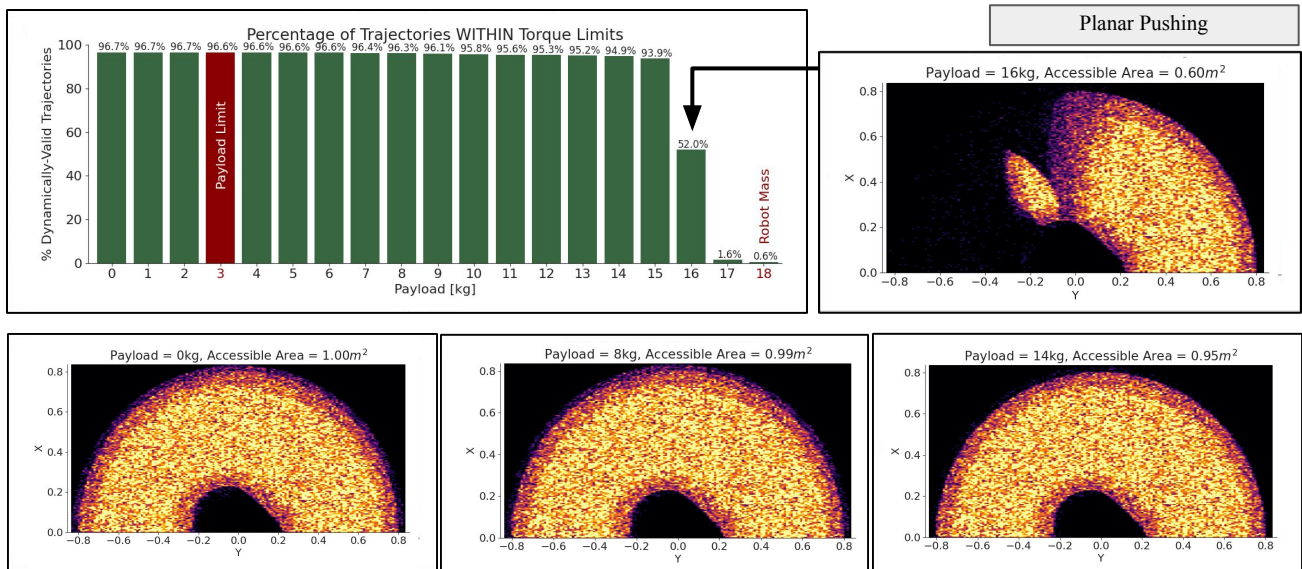 Planar Pushing
Percentage of Trajectories WITHIN Torque Limits
96.7% 96.7% 96.7% 96.6% 96.6% 96.6% 96.6% 96.4% 96.3% 96.1% 95.8% 95.6% 95.3% 95.2% 94.9% 93.9% 52.0% 1.6% 0.6%
% Dynamically-Valid Trajectories
100
80
60
40
20
0
Payload Limit
Robot Mass
0 1 2 3 4 5 6 7 8 9 10 11 12 13 14 15 16 17 18
Payload [kg]
Payload = 16kg, Accessible Area = 0.60m²
X
0.8
0.6
0.4
0.2
0.0
−0.8 −0.6 −0.4 −0.2 0.0 0.2 0.4 0.6 0.8
Y
Payload = 0kg, Accessible Area = 1.00m²
X
0.8
0.6
0.4
0.2
0.0
−0.8 −0.6 −0.4 −0.2 0.0 0.2 0.4 0.6 0.8
Y
Payload = 8kg, Accessible Area = 0.99m²
X
0.8
0.6
0.4
0.2
0.0
−0.8 −0.6 −0.4 −0.2 0.0 0.2 0.4 0.6 0.8
Y
Payload = 14kg, Accessible Area = 0.95m²
X
0.8
0.6
0.4
0.2
0.0
−0.8 −0.6 −0.4 −0.2 0.0 0.2 0.4 0.6 0.8
Y